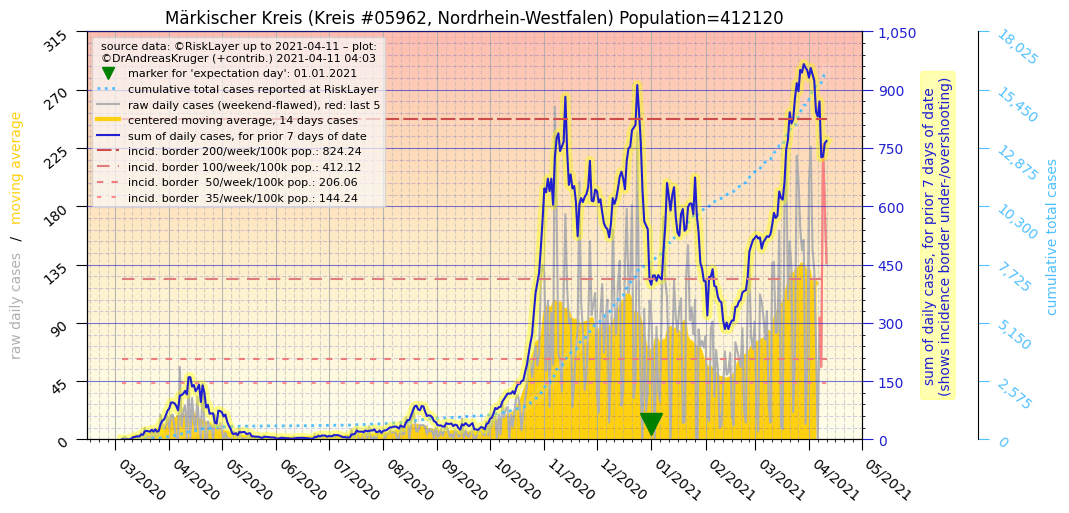 Märkischer Kreis (Kreis #05962, Nordrhein-Westfalen) Population=412120
source data: ©RiskLayer up to 2021-04-11 – plot:
©DrAndreasKruger (+contrib.) 2021-04-11 04:03
marker for 'expectation day': 01.01.2021
cumulative total cases reported at RiskLayer
raw daily cases (weekend-flawed), red: last 5
centered moving average, 14 days cases
sum of daily cases, for prior 7 days of date
incid. border 200/week/100k pop.: 824.24
incid. border 100/week/100k pop.: 412.12
incid. border  50/week/100k pop.: 206.06
incid. border  35/week/100k pop.: 144.24
raw daily cases / moving average
315
270
225
180
135
90
45
0
03/2020
04/2020
05/2020
06/2020
07/2020
08/2020
09/2020
10/2020
11/2020
12/2020
01/2021
02/2021
03/2021
04/2021
05/2021
1,050
900
750
600
450
300
150
0
sum of daily cases, for prior 7 days of date
(shows incidence border under-/overshooting)
18,025
15,450
12,875
10,300
7,725
5,150
2,575
0
cumulative total cases